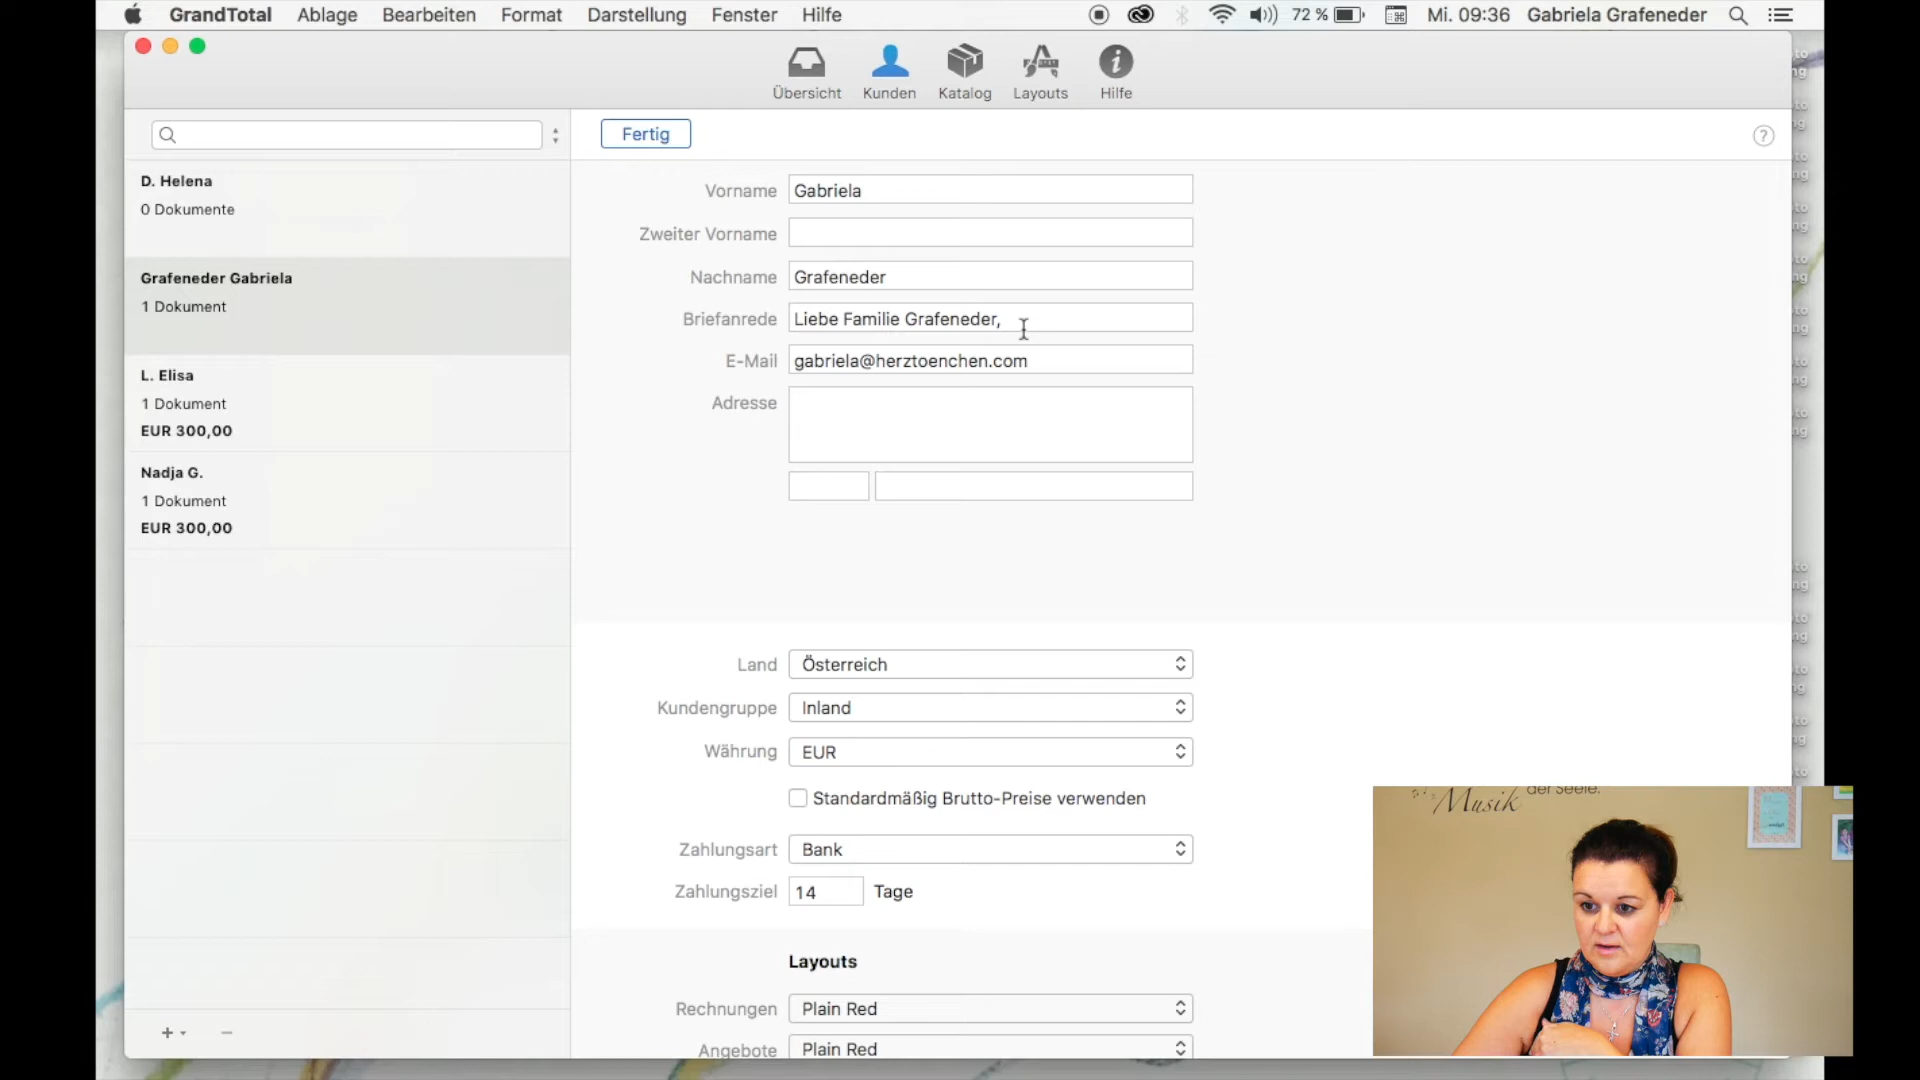 GrandTotal Ablage Bearbeiten Format Darstellung Fenster Hilfe 72 % Mi. 09:36 Gabriela Grafeneder
Übersicht Kunden Katalog Layouts Hilfe
Fertig
?
D. Helena
0 Dokumente
Grafeneder Gabriela
1 Dokument
L. Elisa
1 Dokument
EUR 300,00
Nadja G.
1 Dokument
EUR 300,00
Vorname Gabriela
Zweiter Vorname
Nachname Grafeneder
Briefanrede Liebe Familie Grafeneder,
E-Mail gabriela@herztoenchen.com
Adresse
Land Österreich
Kundengruppe Inland
Währung EUR
Standardmäßig Brutto-Preise verwenden
Zahlungsart Bank
Zahlungsziel 14 Tage
Layouts
Rechnungen Plain Red
Angebote Plain Red
Musik der Seele.